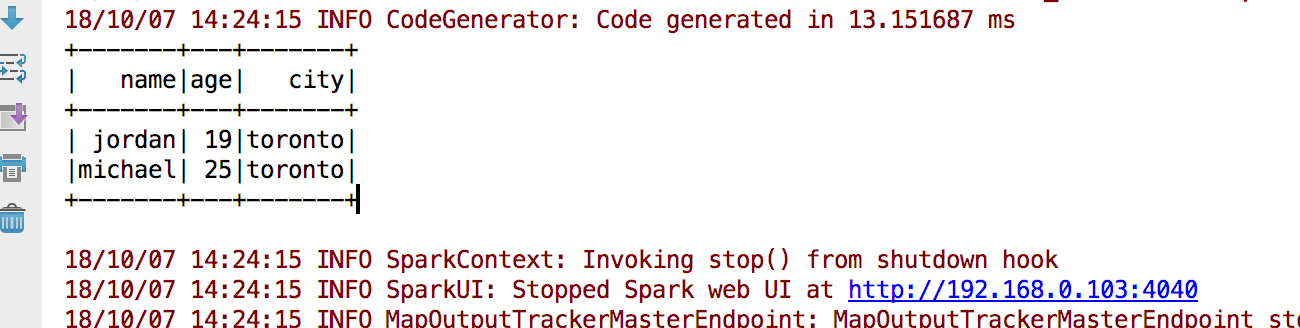 18/10/07 14:24:15 INFO CodeGenerator: Code generated in 13.151687 ms
+-------+---+-------+
|   name|age|   city|
+-------+---+-------+
| jordan| 19|toronto|
|michael| 25|toronto|
+-------+---+-------+
18/10/07 14:24:15 INFO SparkContext: Invoking stop() from shutdown hook
18/10/07 14:24:15 INFO SparkUI: Stopped Spark web UI at http://192.168.0.103:4040
18/10/07 14:24:15 INFO MapOutputTrackerMasterEndpoint: MapOutputTrackerMasterEndpoint sto